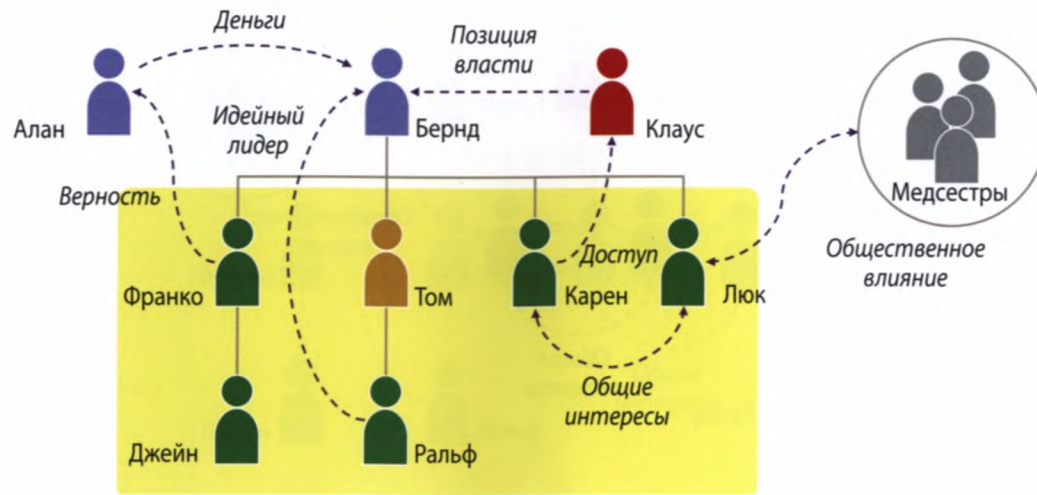 Деньги
Позиция
власти
Алан
Идейный
лидер
Бернд
Клаус
Верность
Медсестры
Общественное
влияние
Франко
Том
Доступ
Карен
Люк
Общие
интересы
Джейн
Ральф